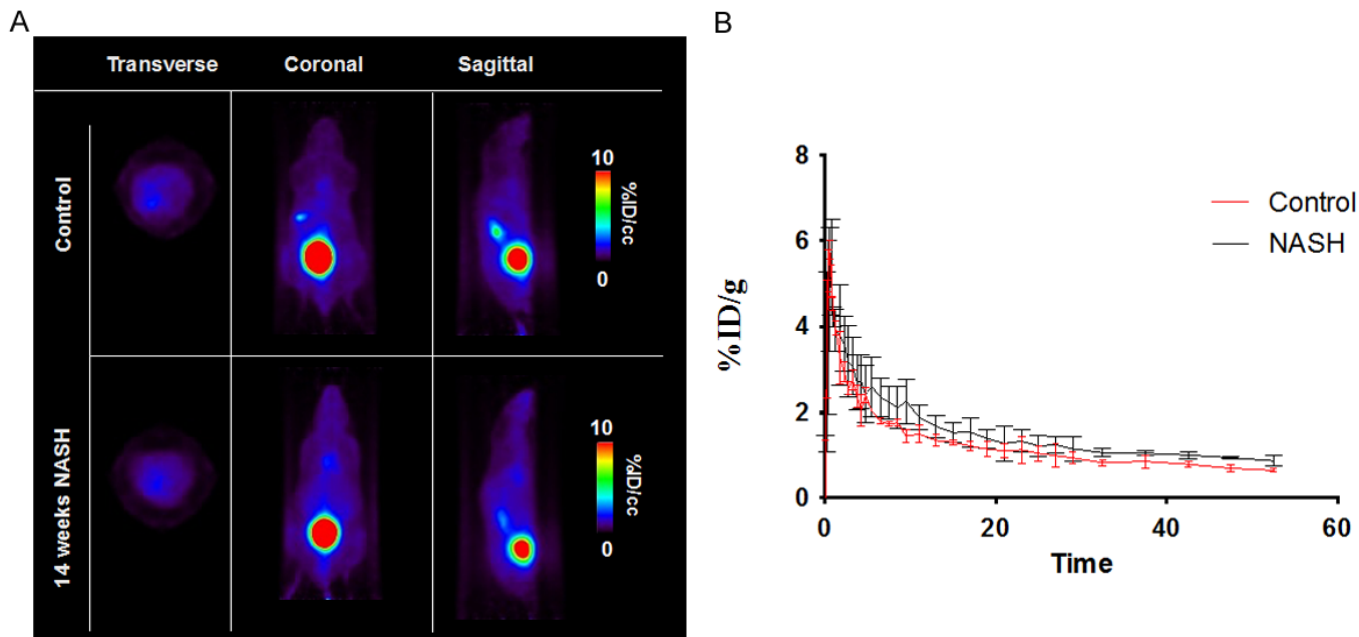 A
Transverse Coronal Sagittal
Control
10
%ID/cc
0
14 weeks NASH
10
%ID/cc
0
B
8
6
4
2
0
%ID/g
0 20 40 60
Time
Control
NASH